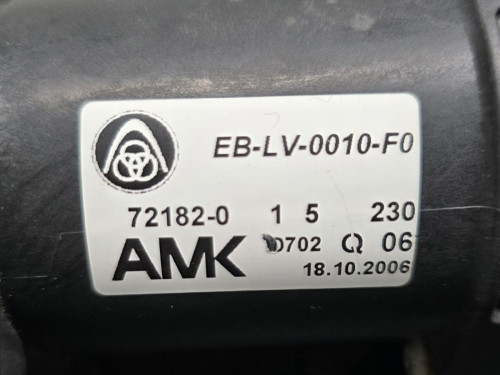 EB-LV-0010-F0
72182-0 1 5 230
AMK 0702 Q 06
18.10.2006